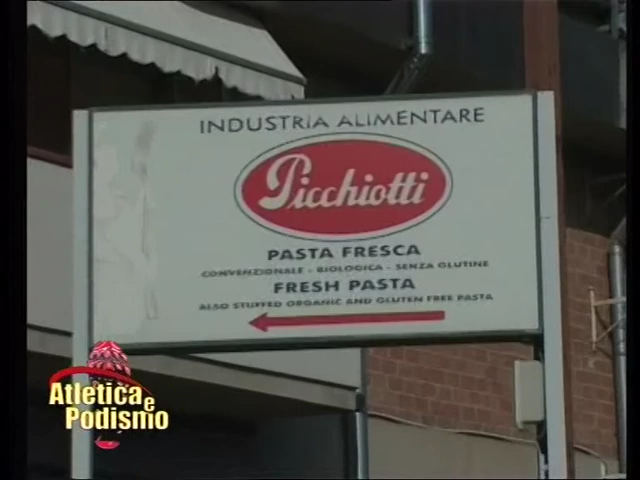 INDUSTRIA ALIMENTARE
Picchiotti
PASTA FRESCA
CONVENZIONALE - BIOLOGICA - SENZA GLUTINE
FRESH PASTA
ALSO STUFFED ORGANIC AND GLUTEN FREE PASTA
Atletica e
Podismo